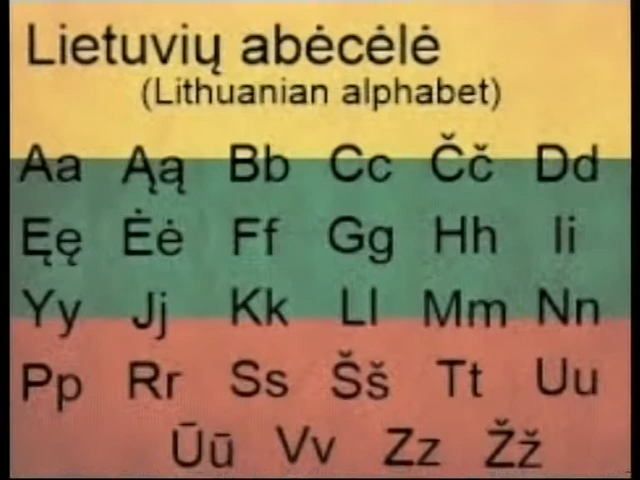 Lietuvių abėcėlė
(Lithuanian alphabet)
Aa Ąą Bb Cc Čč Dd
Ęę Ėė Ff Gg Hh Ii
Yy Jj Kk Ll Mm Nn
Pp Rr Ss Šš Tt Uu
Ūū Vv Zz Žž